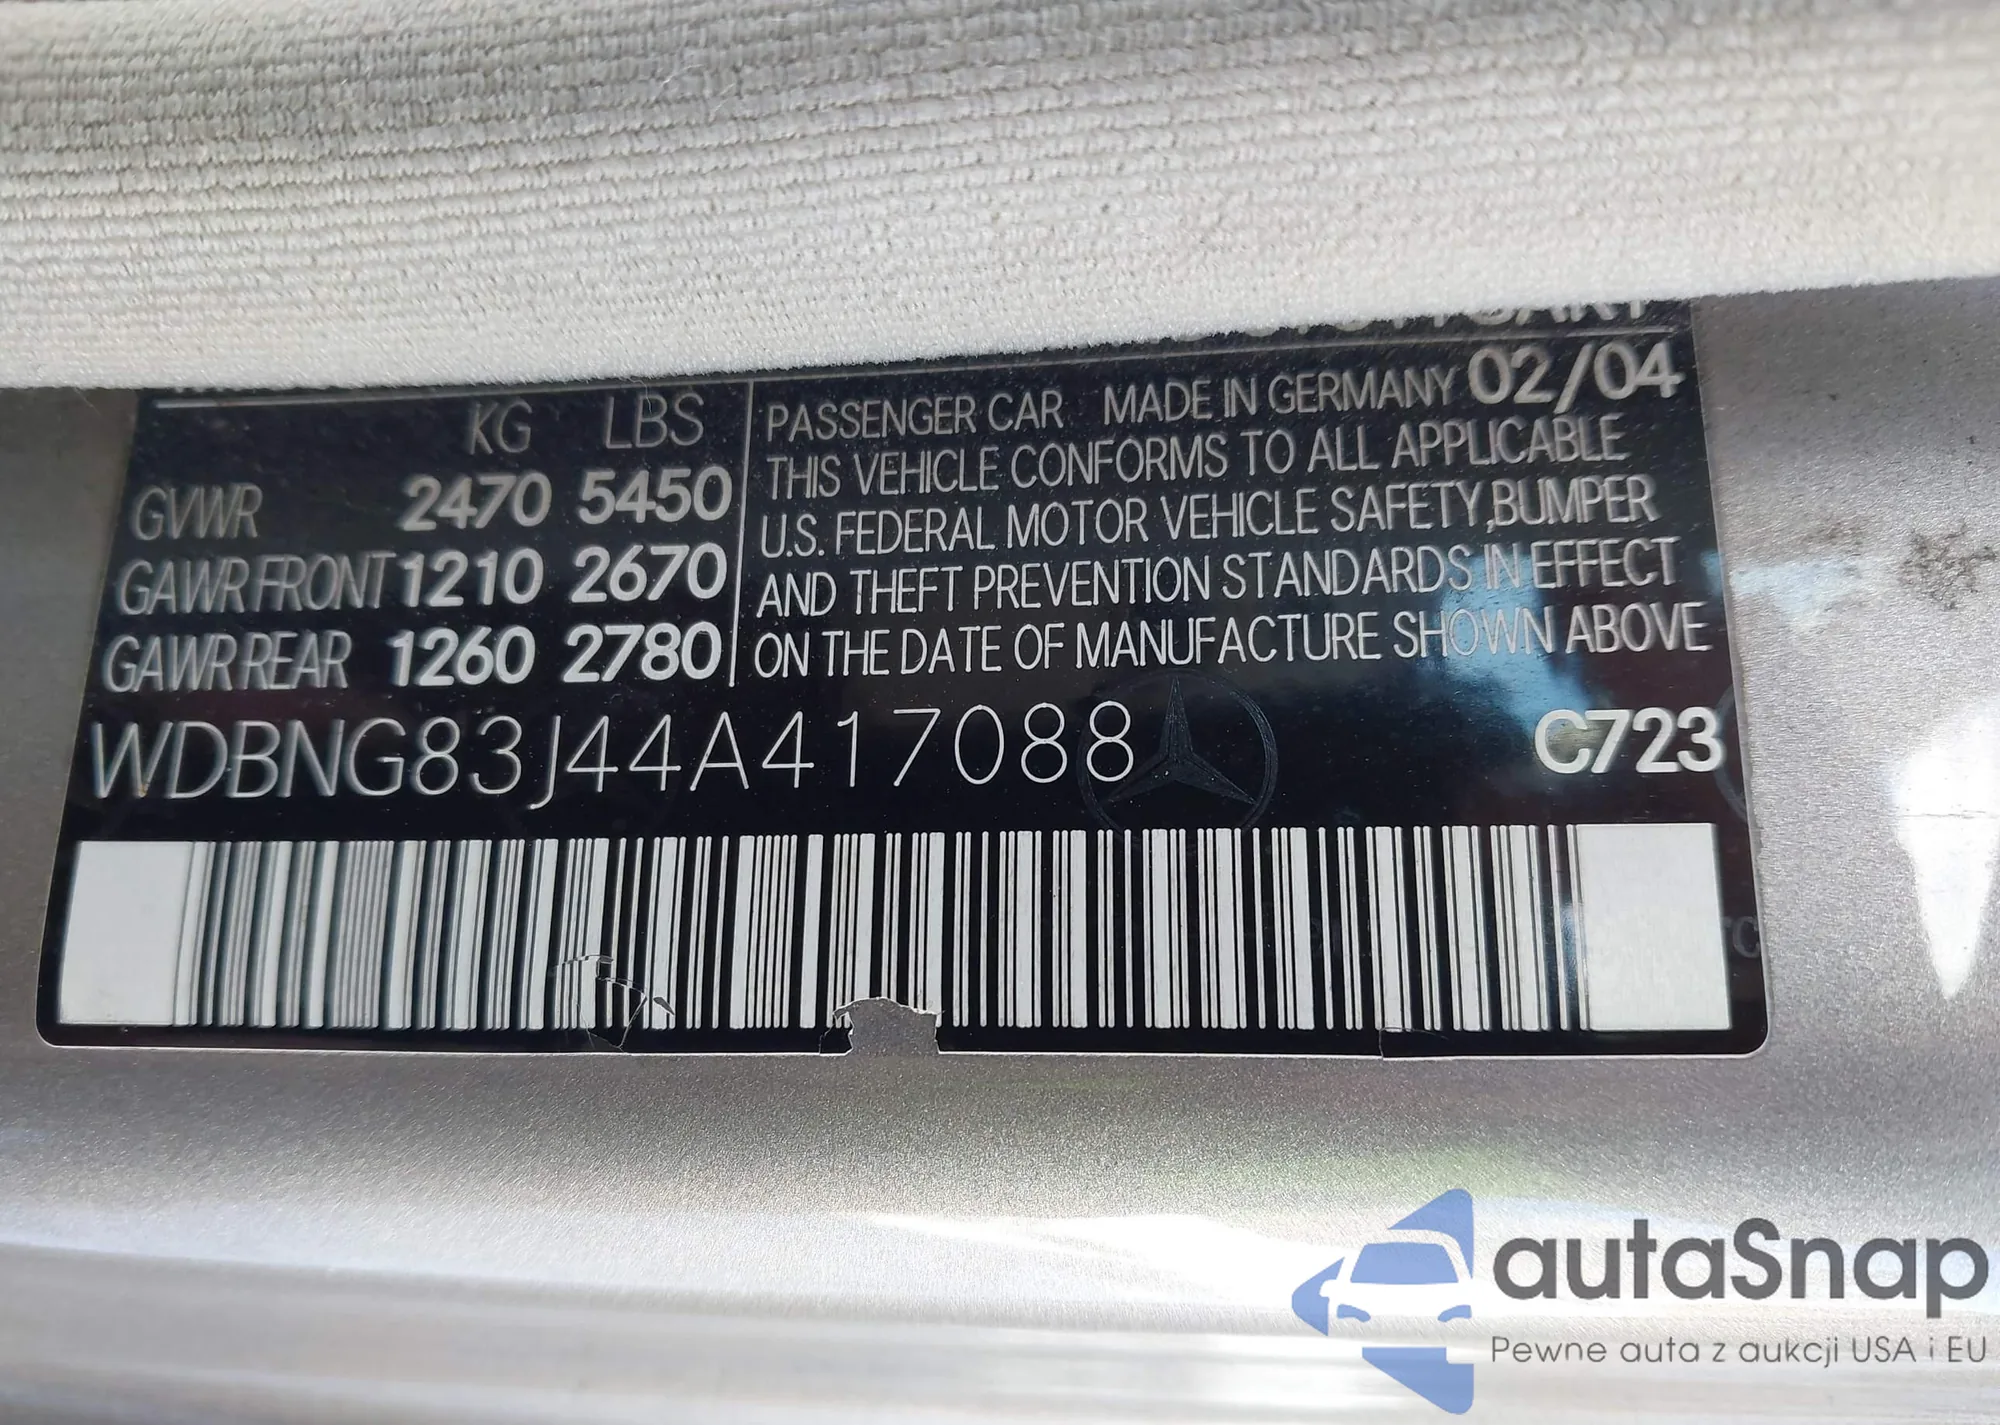 KG LBS
GVWR 2470 5450
GAWR FRONT 1210 2670
GAWR REAR 1260 2780
PASSENGER CAR MADE IN GERMANY 02/04
THIS VEHICLE CONFORMS TO ALL APPLICABLE
U.S. FEDERAL MOTOR VEHICLE SAFETY,BUMPER
AND THEFT PREVENTION STANDARDS IN EFFECT
ON THE DATE OF MANUFACTURE SHOWN ABOVE
WDBNG83J44A417088 C723
autaSnap
Pewne auta z aukcji USA i EU